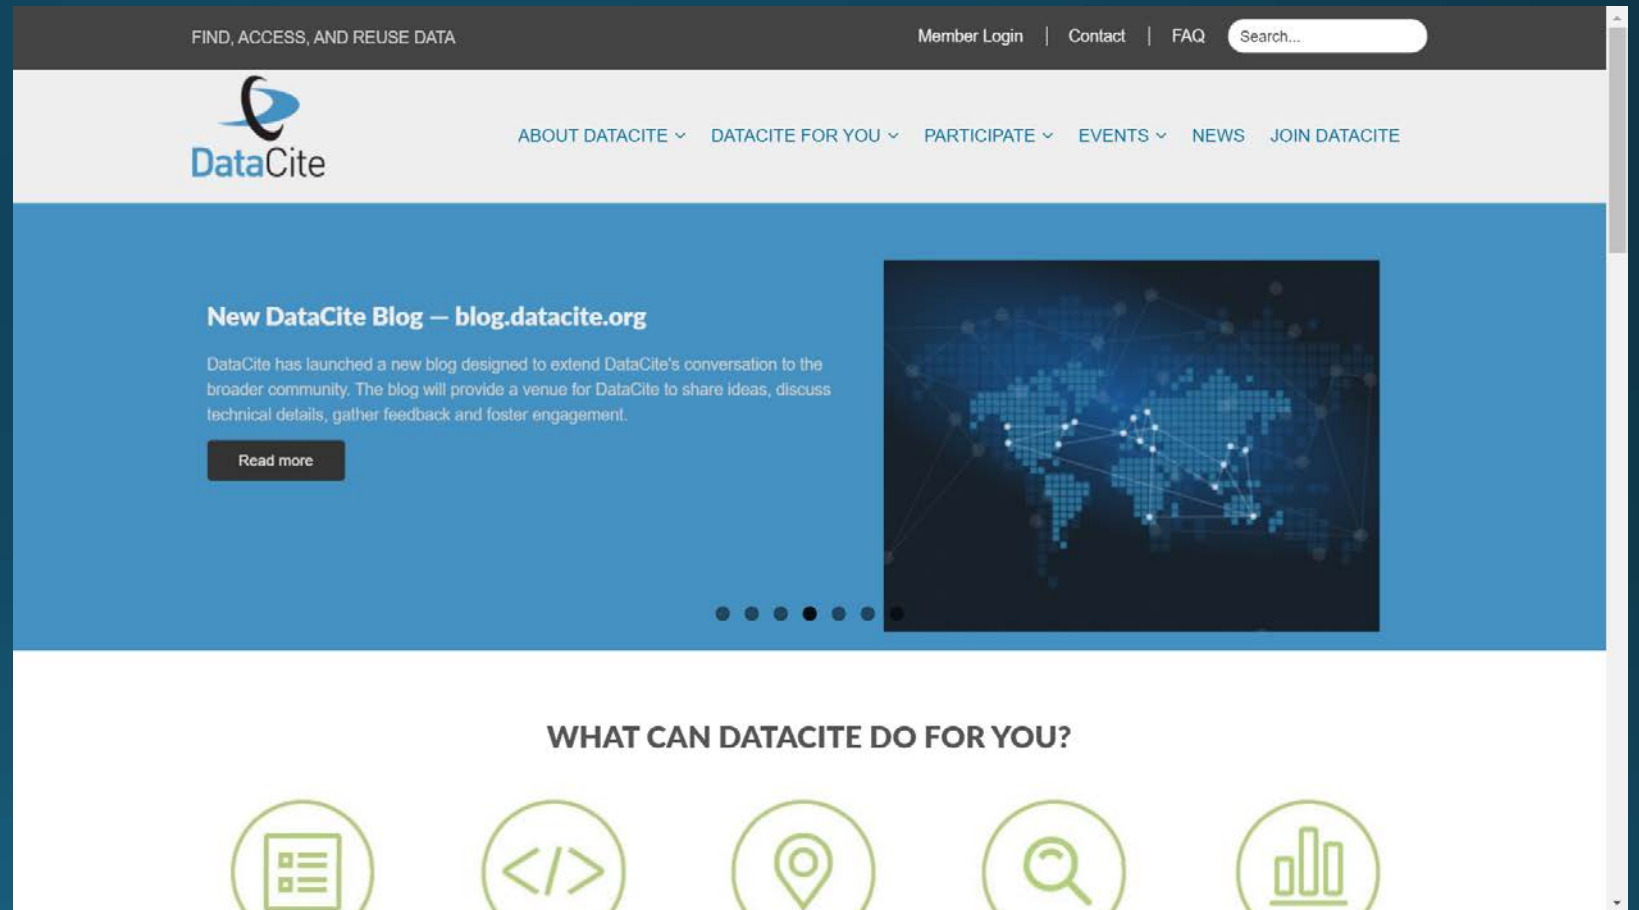 FIND, ACCESS, AND REUSE DATA
Member Login | Contact | FAQ Search...
DataCite
ABOUT DATACITE DATACITE FOR YOU PARTICIPATE EVENTS NEWS JOIN DATACITE
New DataCite Blog — blog.datacite.org
DataCite has launched a new blog designed to extend DataCite's conversation to the
broader community. The blog will provide a venue for DataCite to share ideas, discuss
technical details, gather feedback and foster engagement.
Read more
WHAT CAN DATACITE DO FOR YOU?